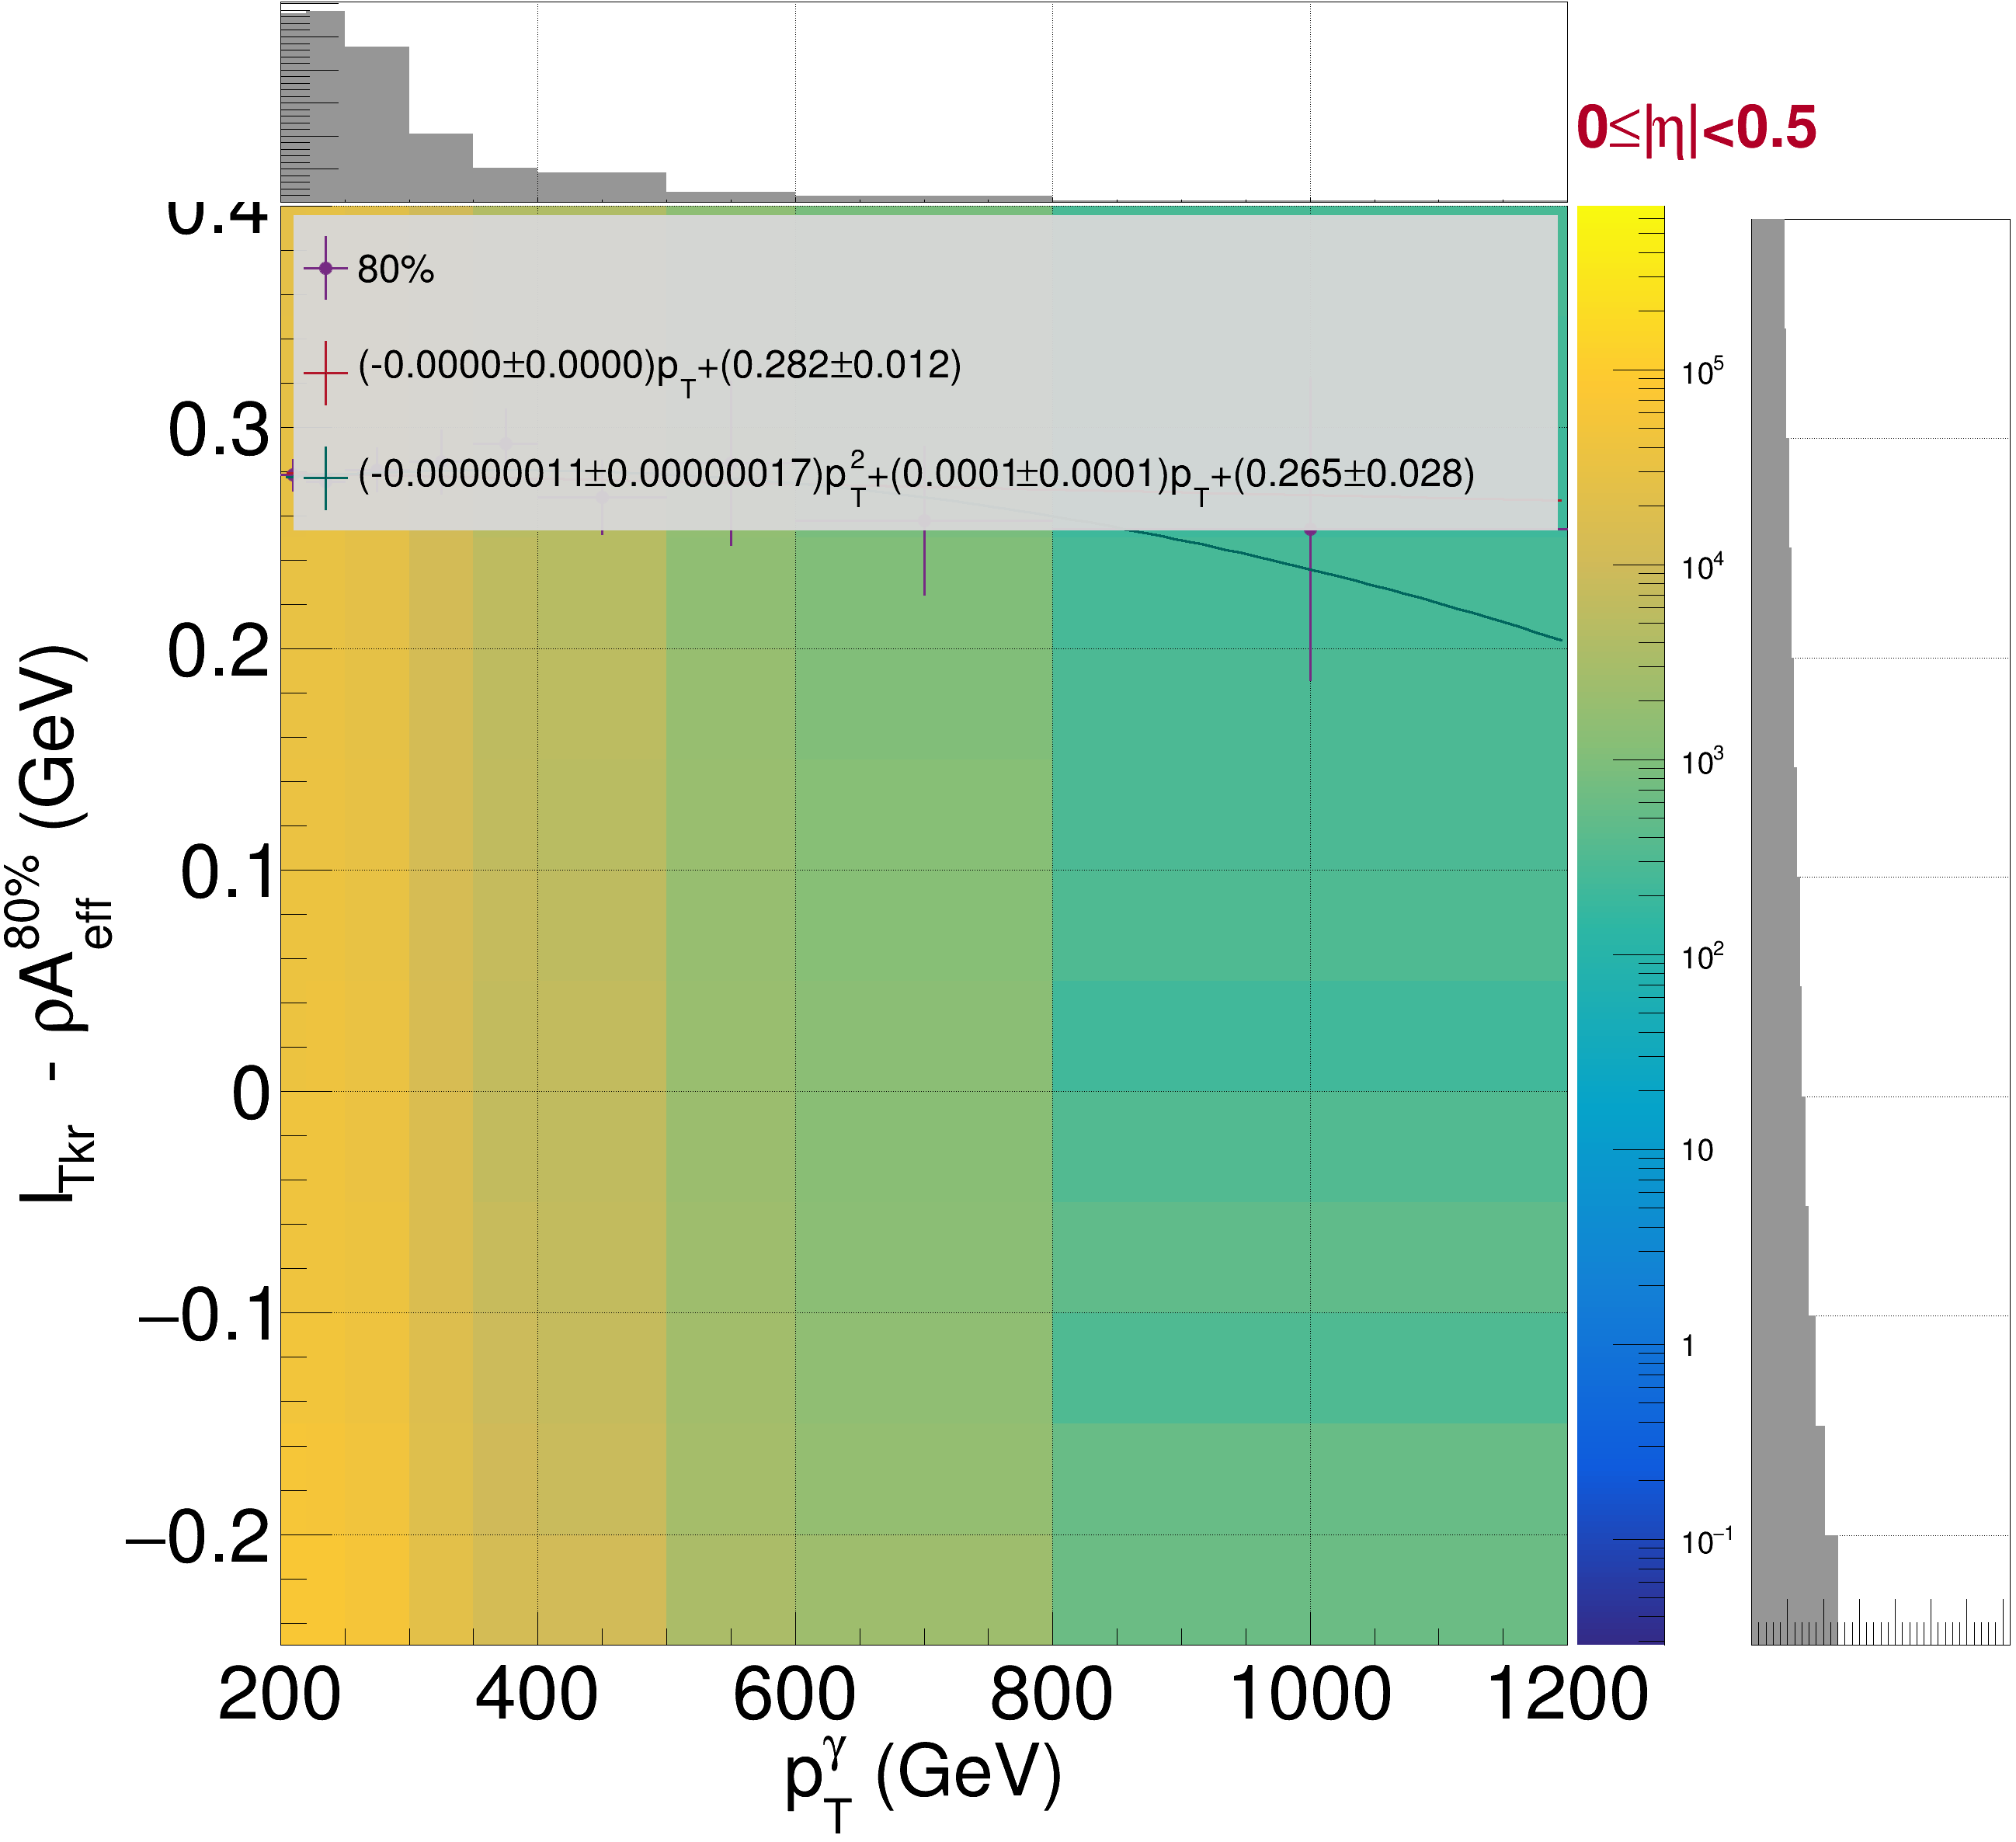 0≤|η|<0.5
0.4
80%
(-0.0000±0.0000)p_T+(0.282±0.012)
(-0.00000011±0.00000017)p_T^2+(0.0001±0.0001)p_T+(0.265±0.028)
0.3
0.2
0.1
0
−0.1
−0.2
I_Tkr - ρA_eff^80% (GeV)
200 400 600 800 1000 1200
p_T^γ (GeV)
10^5
10^4
10^3
10^2
10
1
10^−1